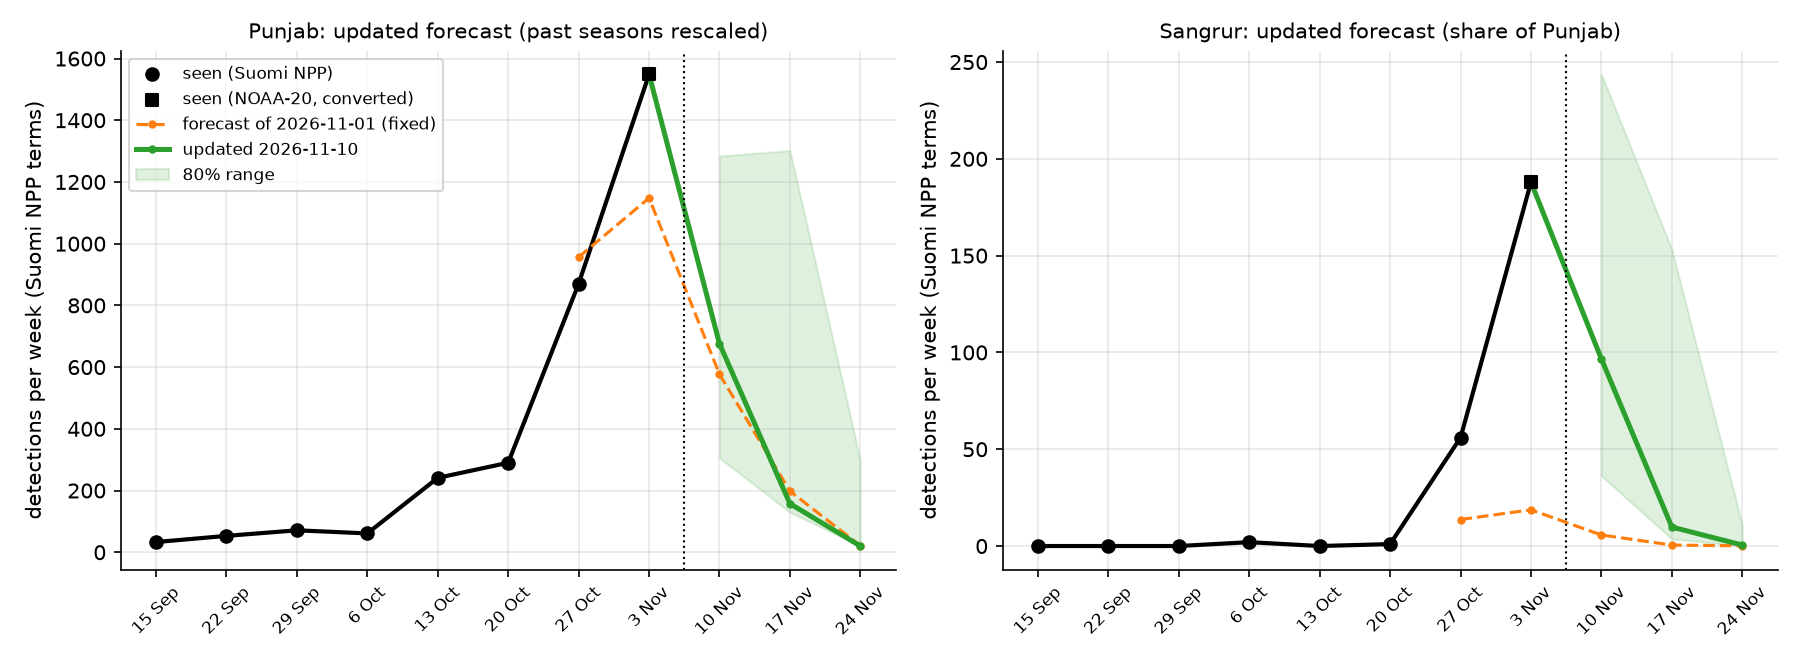 Punjab: updated forecast (past seasons rescaled)
detections per week (Suomi NPP terms)
1600
1400
1200
1000
800
600
400
200
0
seen (Suomi NPP)
seen (NOAA-20, converted)
forecast of 2026-11-01 (fixed)
updated 2026-11-10
80% range
15 Sep
22 Sep
29 Sep
6 Oct
13 Oct
20 Oct
27 Oct
3 Nov
10 Nov
17 Nov
24 Nov
Sangrur: updated forecast (share of Punjab)
detections per week (Suomi NPP terms)
250
200
150
100
50
0
15 Sep
22 Sep
29 Sep
6 Oct
13 Oct
20 Oct
27 Oct
3 Nov
10 Nov
17 Nov
24 Nov